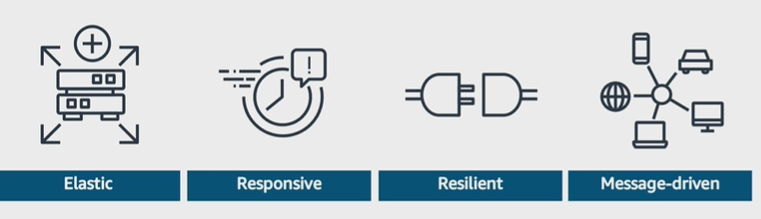 Elastic
Responsive
Resilient
Message-driven